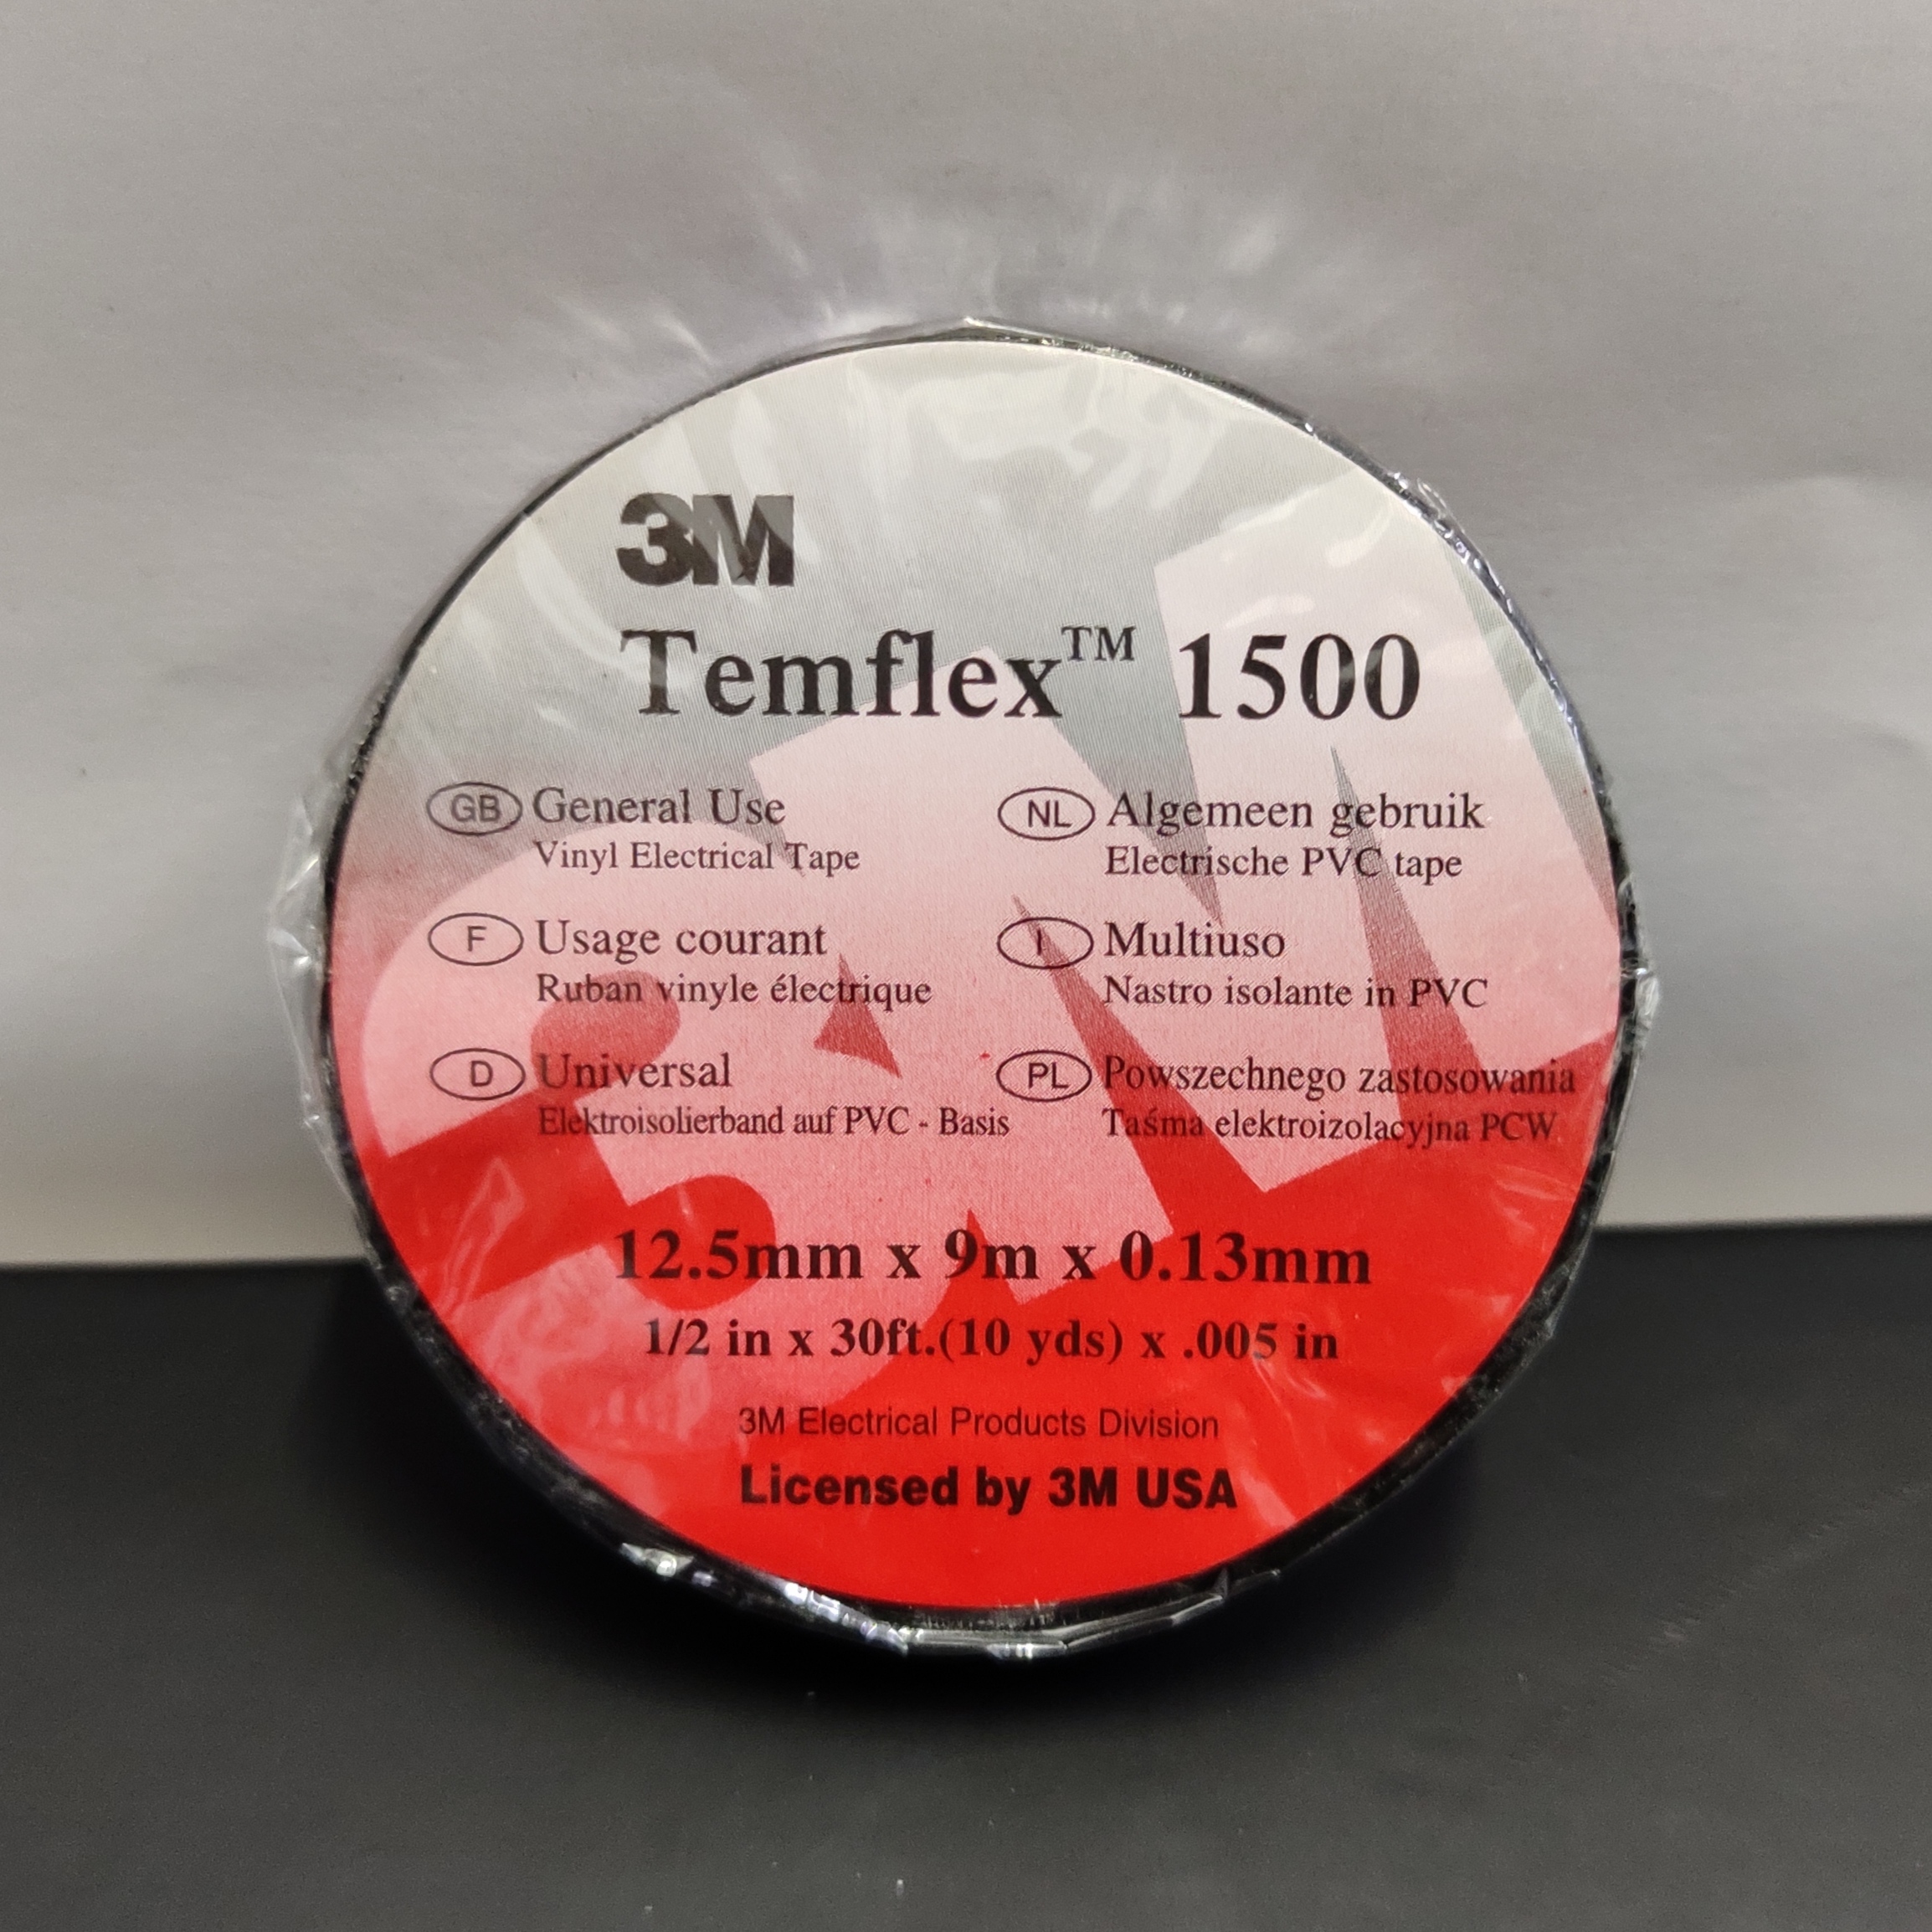 3M
Temflex™ 1500
GB General Use
Vinyl Electrical Tape
F Usage courant
Ruban vinyle électrique
D Universal
Elektroisolierband auf PVC - Basis
NL Algemeen gebruik
Electrische PVC tape
I Multiuso
Nastro isolante in PVC
PL Powszechnego zastosowania
Taśma elektroizolacyjna PCW
12.5mm x 9m x 0.13mm
1/2 in x 30ft.(10 yds) x .005 in
3M Electrical Products Division
Licensed by 3M USA